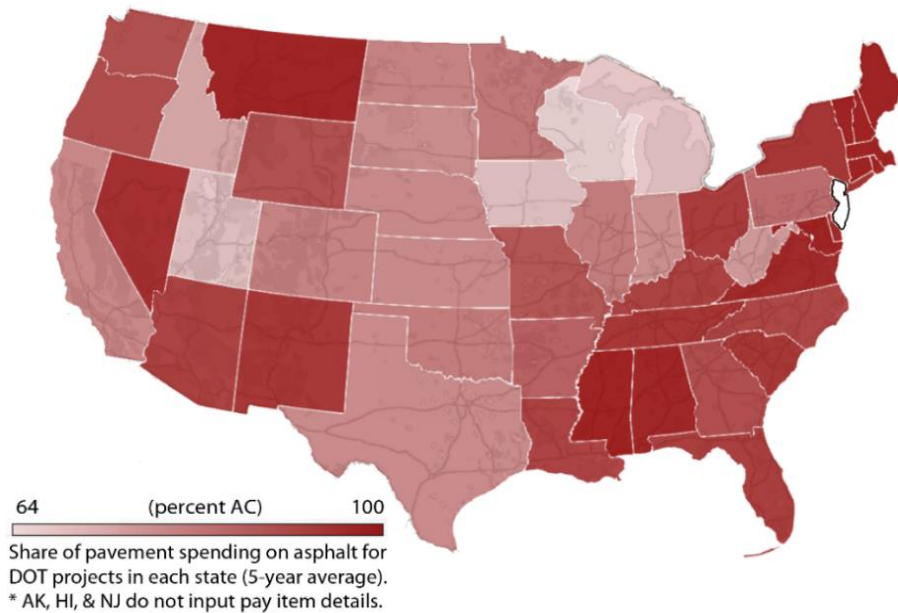 64 (percent AC) 100
Share of pavement spending on asphalt for
DOT projects in each state (5-year average).
* AK, HI, & NJ do not input pay item details.